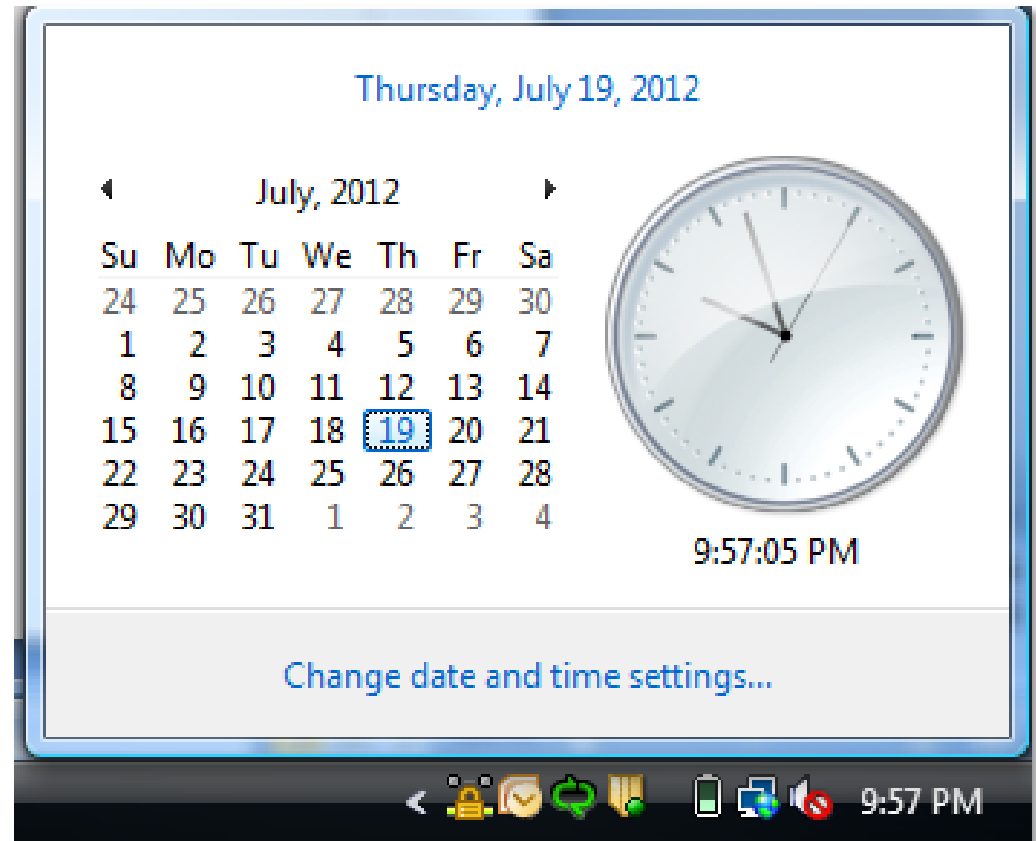 Thursday, July 19, 2012
July, 2012
Su Mo Tu We Th Fr Sa
24 25 26 27 28 29 30
1 2 3 4 5 6 7
8 9 10 11 12 13 14
15 16 17 18 19 20 21
22 23 24 25 26 27 28
29 30 31 1 2 3 4
9:57:05 PM
Change date and time settings...
9:57 PM